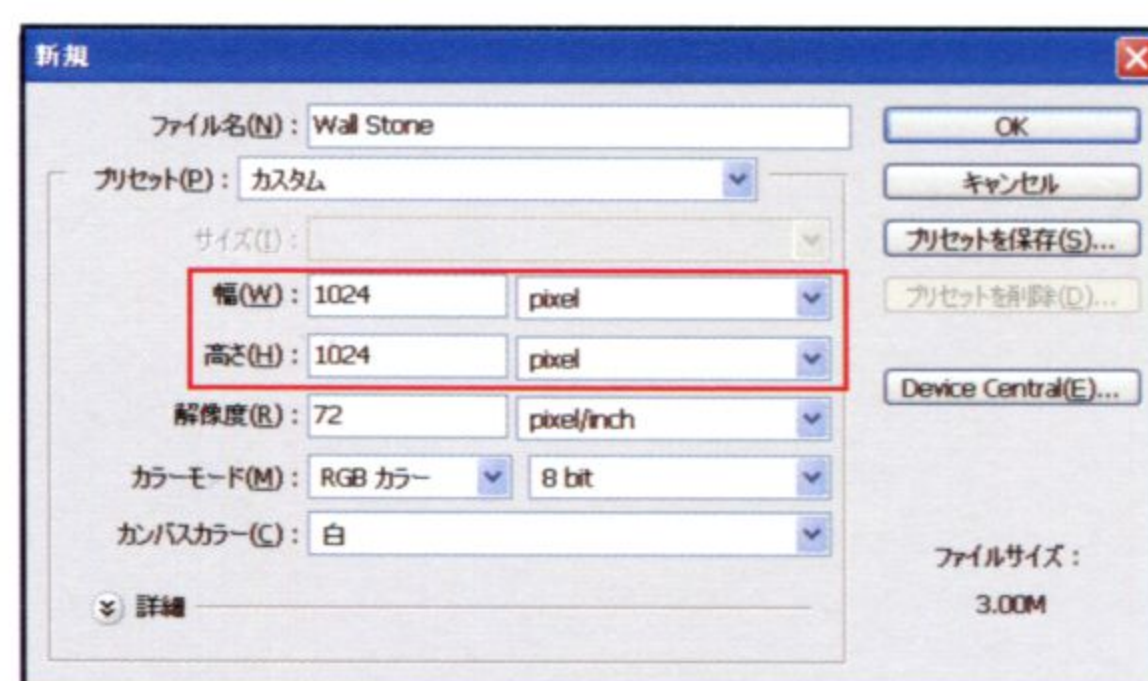 新規
ファイル名(N): Wall Stone
OK
プリセット(P): カスタム
キャンセル
サイズ(I):
プリセットを保存(S)...
幅(W): 1024 pixel
プリセットを削除(D)...
高さ(H): 1024 pixel
Device Central(E)...
解像度(R): 72 pixel/inch
カラーモード(M): RGB カラー 8 bit
カンバスカラー(C): 白
ファイルサイズ:
3.00M
詳細